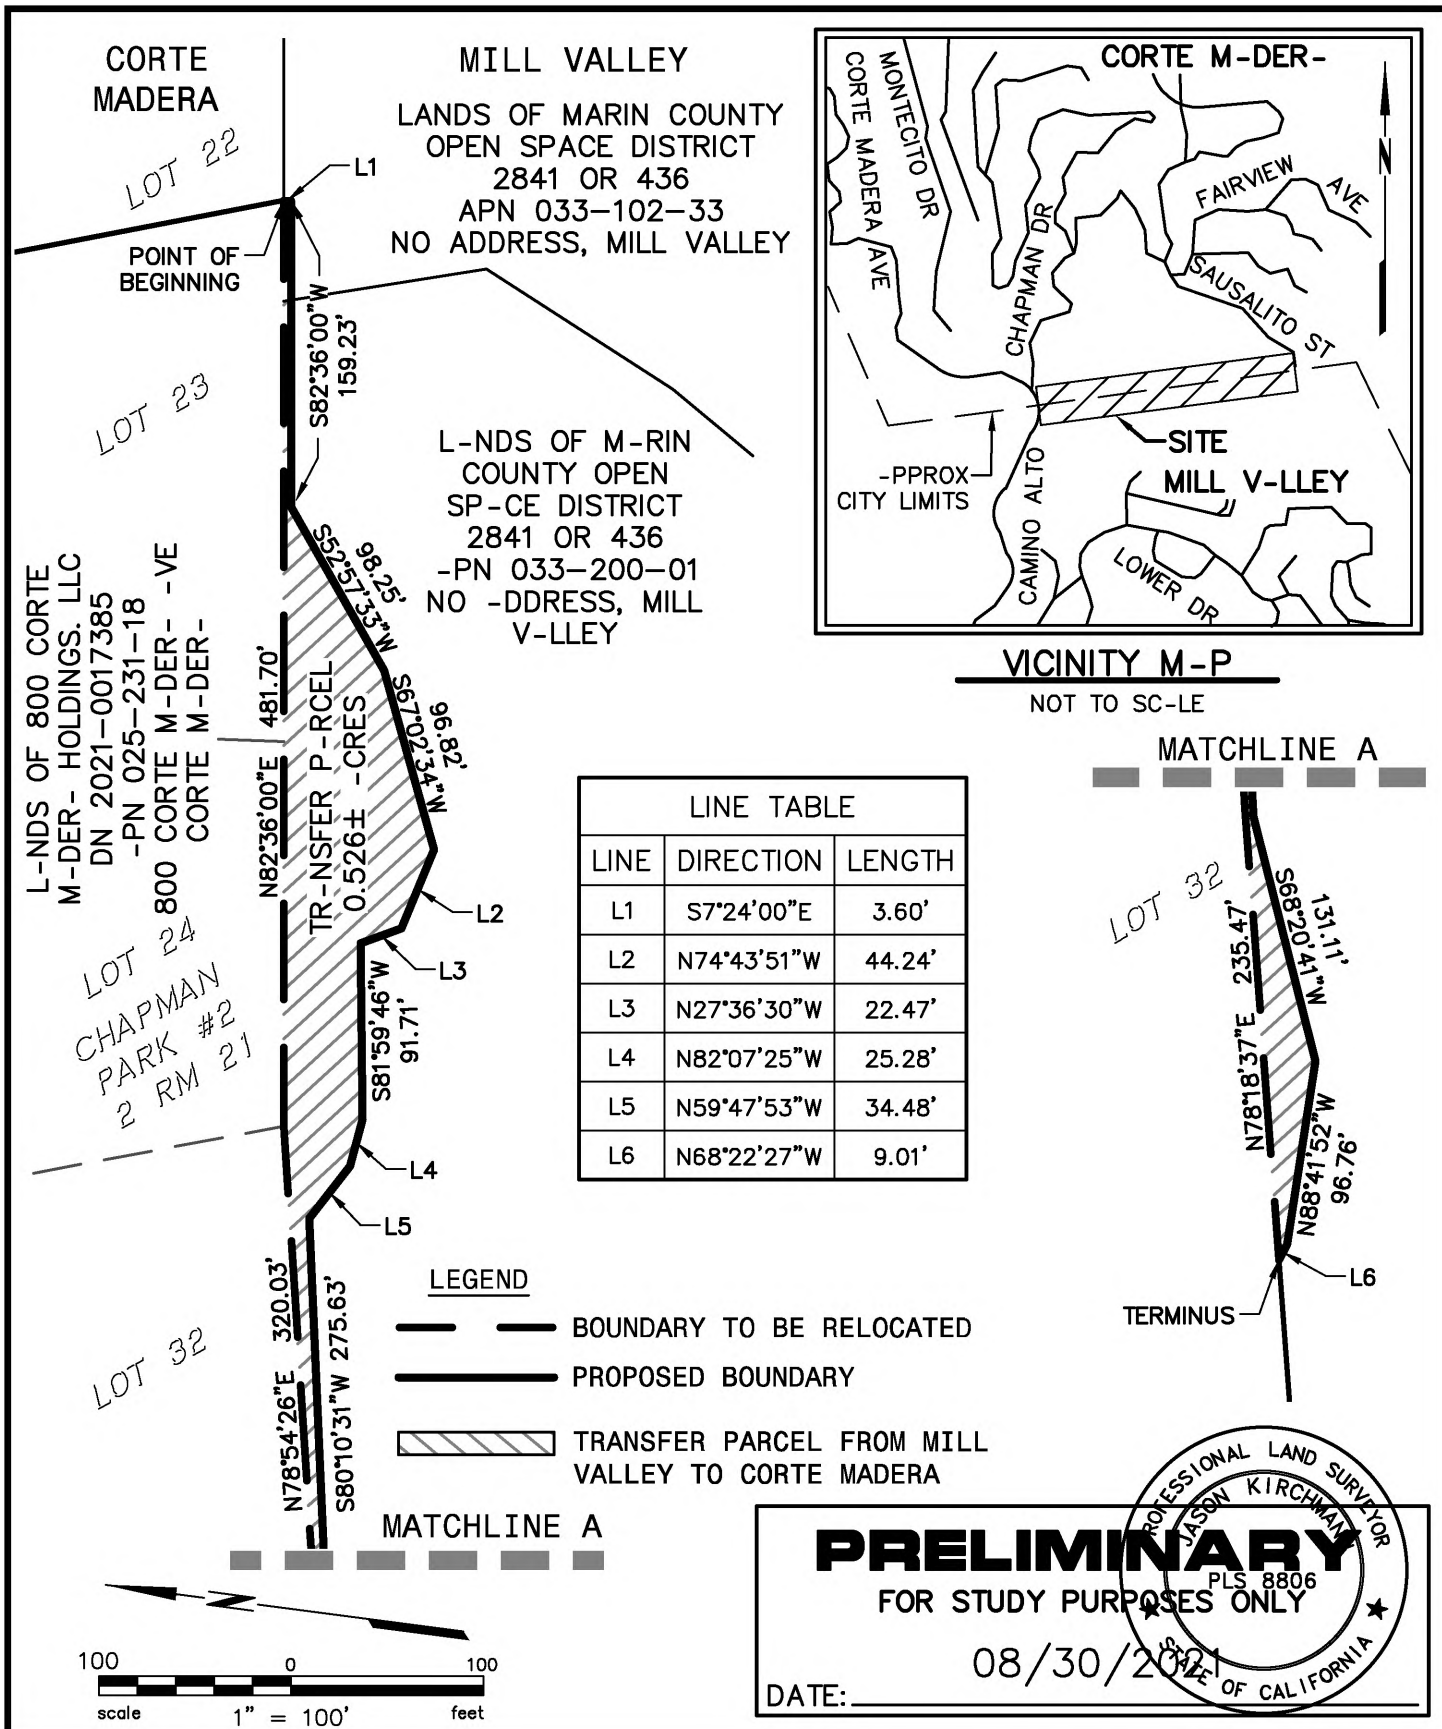 CORTE
MADERA
MILL VALLEY
LANDS OF MARIN COUNTY
OPEN SPACE DISTRICT
2841 OR 436
APN 033-102-33
NO ADDRESS, MILL VALLEY
LOT 22
L1
POINT OF
BEGINNING
S82°36'00"W
159.23'
LOT 23
L-NDS OF M-RIN
COUNTY OPEN
SP-CE DISTRICT
2841 OR 436
-PN 033-200-01
NO -DDRESS, MILL
V-LLEY
98.25'
S52°57'33"W
96.82'
S67°02'34"W
L-NDS OF 800 CORTE
M-DER- HOLDINGS. LLC
DN 2021-0017385
-PN 025-231-18
800 CORTE M-DER- -VE
CORTE M-DER-
N82°36'00"E 481.70'
TR-NSFER P-RCEL
0.526± -CRES
L2
L3
LOT 24
CHAPMAN
PARK #2
2 RM 21
S81°59'46"W
91.71'
L4
L5
LOT 32
N78°54'26"E 320.03'
S80°10'31"W 275.63'
MATCHLINE A
CORTE M-DER-
MONTECITO DR
CORTE MADERA AVE
CHAPMAN DR
FAIRVIEW AVE
SAUSALITO ST
N
SITE
-PPROX
CITY LIMITS
CAMINO ALTO
MILL V-LLEY
LOWER DR
VICINITY M-P
NOT TO SC-LE
LINE TABLE
LINE DIRECTION LENGTH
L1 S7°24'00"E 3.60'
L2 N74°43'51"W 44.24'
L3 N27°36'30"W 22.47'
L4 N82°07'25"W 25.28'
L5 N59°47'53"W 34.48'
L6 N68°22'27"W 9.01'
MATCHLINE A
LOT 32
N78°18'37"E 235.47'
S68°20'41"W
131.11'
N88°41'52"W
96.76'
L6
TERMINUS
LEGEND
BOUNDARY TO BE RELOCATED
PROPOSED BOUNDARY
TRANSFER PARCEL FROM MILL
VALLEY TO CORTE MADERA
N
100 0 100
scale 1" = 100' feet
PRELIMINARY
FOR STUDY PURPOSES ONLY
08/30/2021
DATE:
PROFESSIONAL LAND SURVEYOR
JASON KIRCHMANN
PLS 8806
STATE OF CALIFORNIA